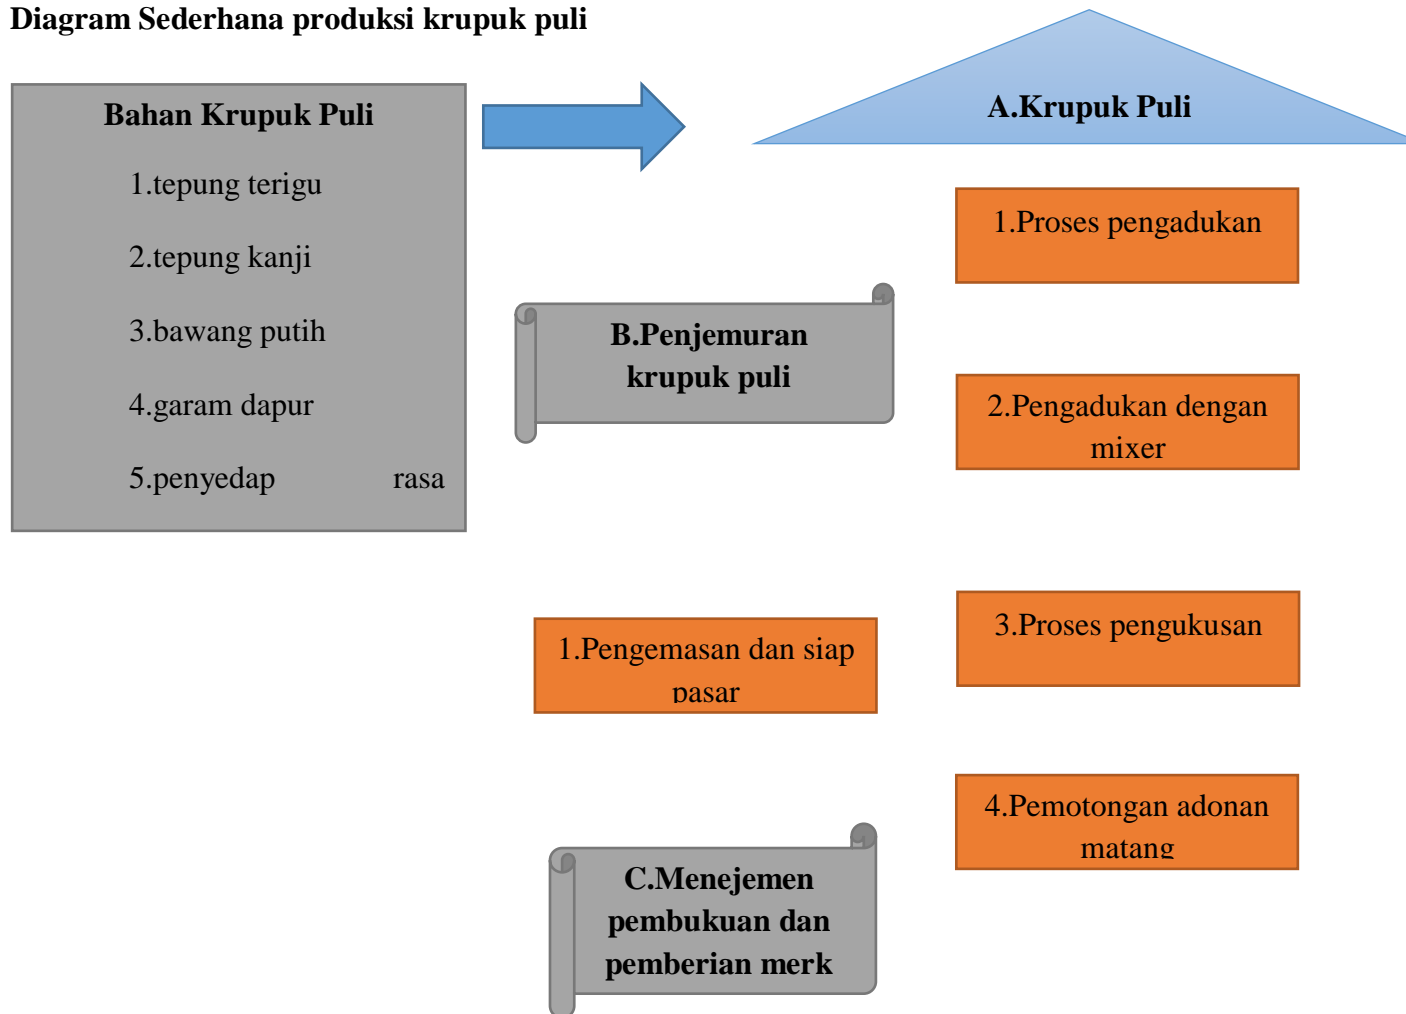 Diagram Sederhana produksi krupuk puli
Bahan Krupuk Puli
1.tepung terigu
2.tepung kanji
3.bawang putih
4.garam dapur
5.penyedap rasa
A.Krupuk Puli
1.Proses pengadukan
2.Pengadukan dengan
mixer
3.Proses pengukusan
4.Pemotongan adonan
matang
B.Penjemuran
krupuk puli
1.Pengemasan dan siap
pasar
C.Menejemen
pembukuan dan
pemberian merk